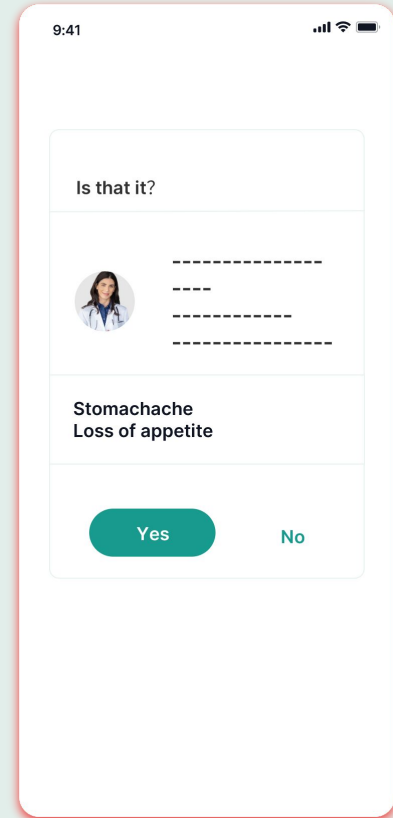 9:41
Is that it?
---------------
----
------------
----------------
Stomachache
Loss of appetite
Yes
No